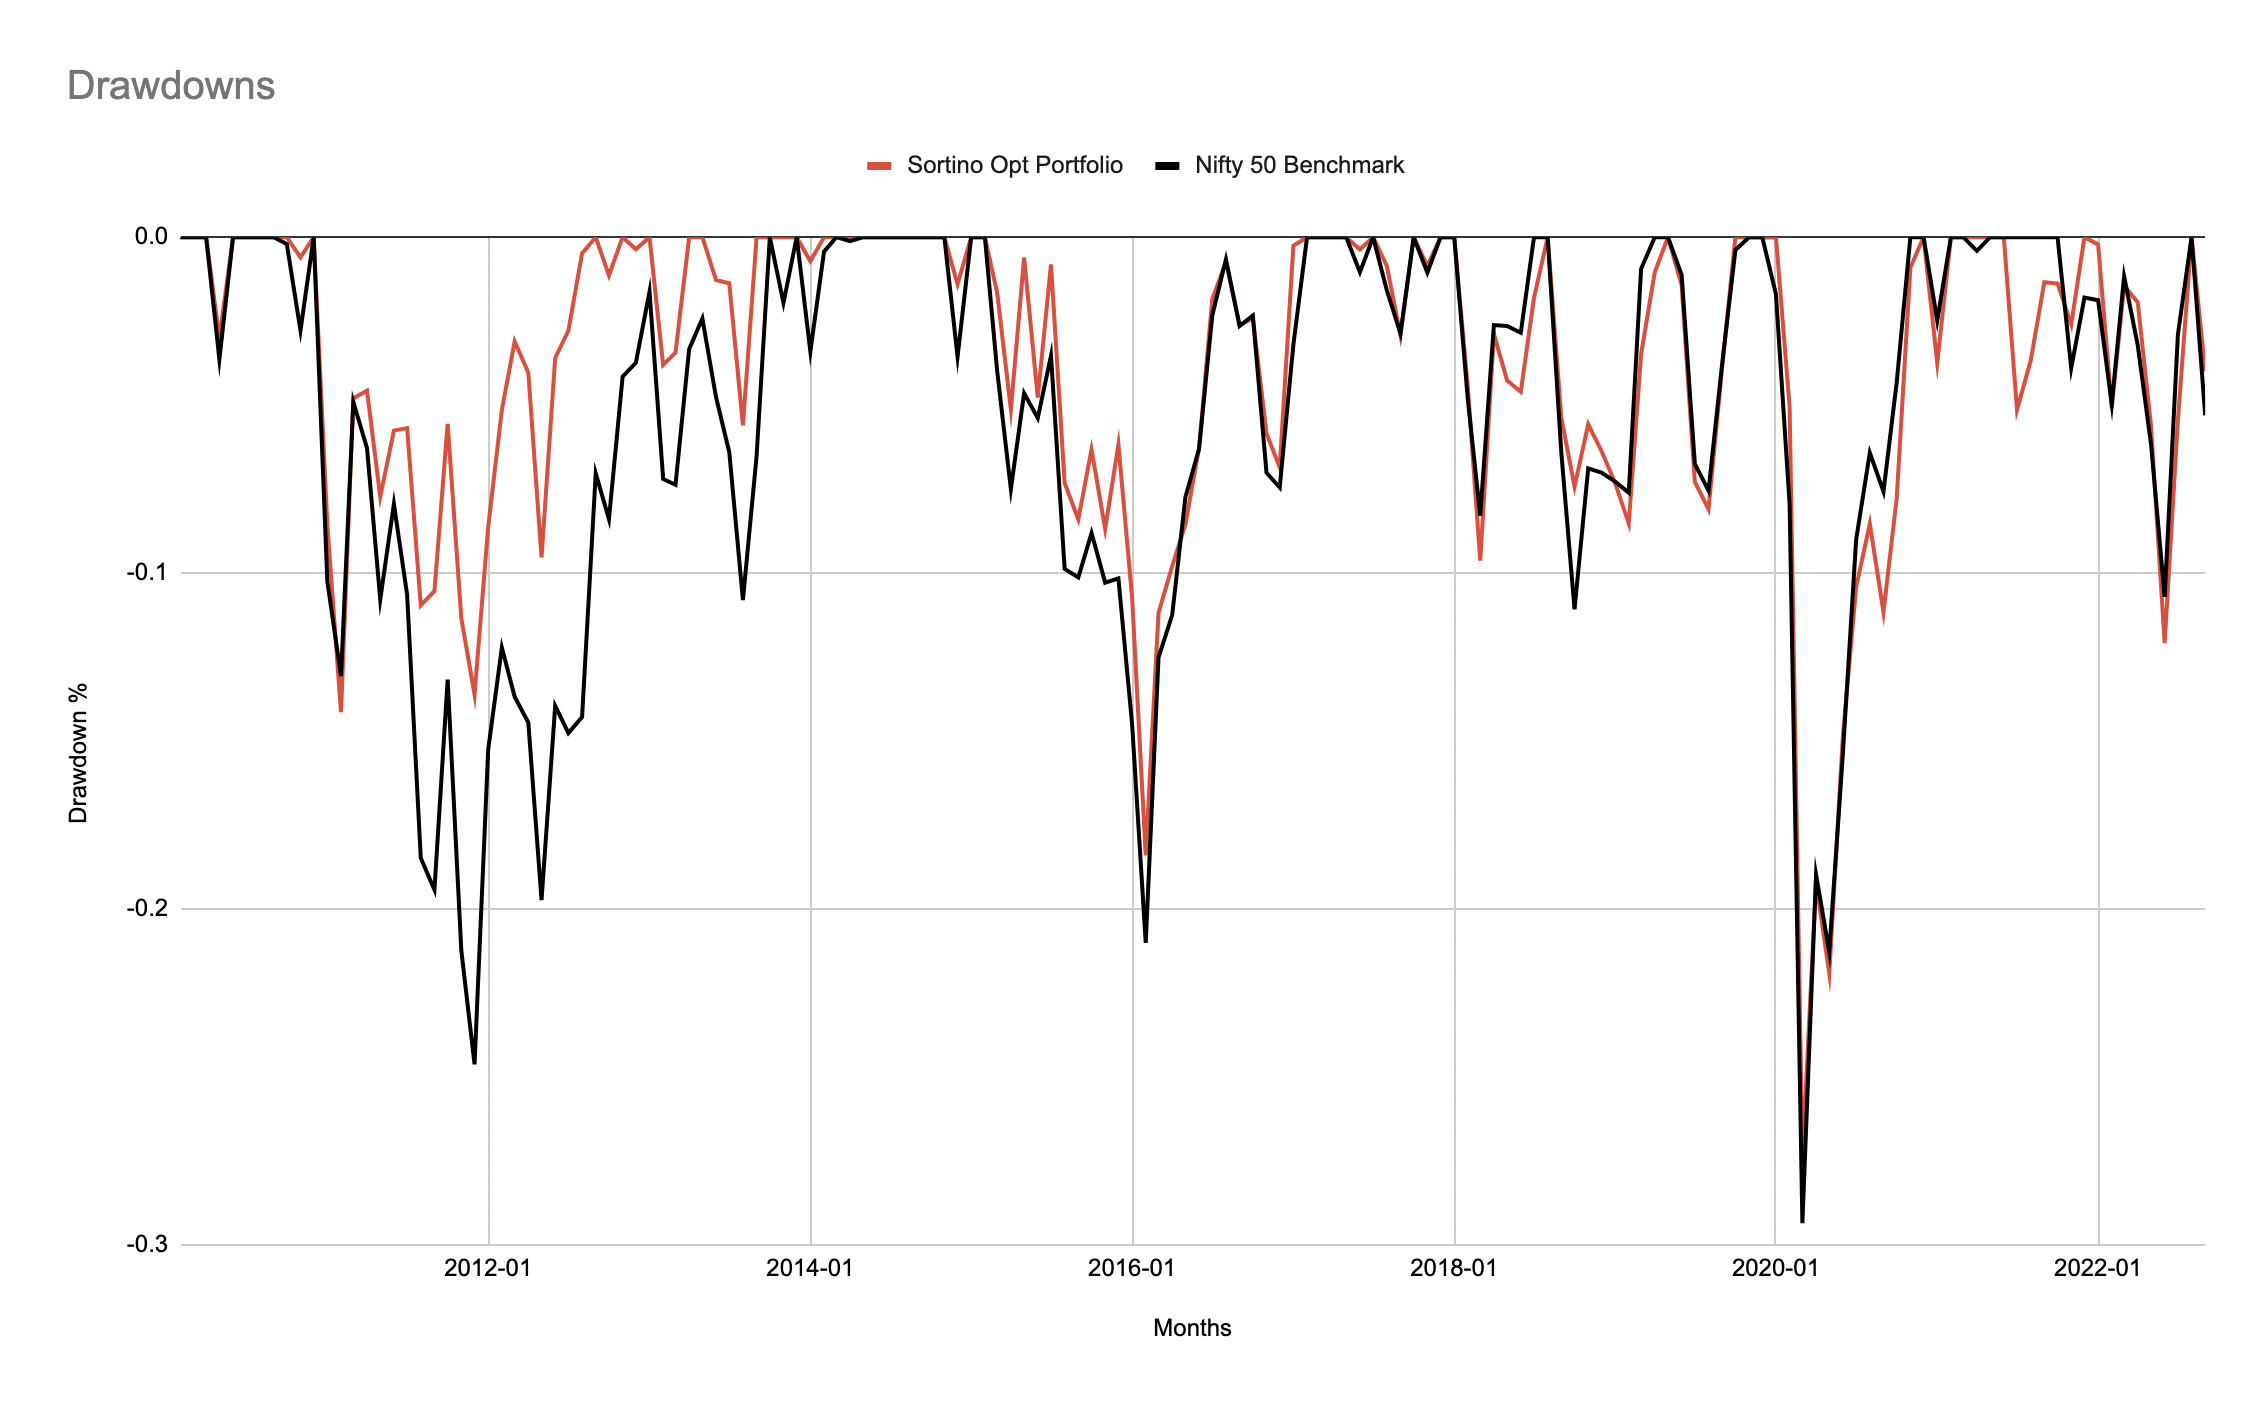 Drawdowns
Sortino Opt Portfolio
Nifty 50 Benchmark
0.0
-0.1
-0.2
-0.3
Drawdown %
2012-01
2014-01
2016-01
2018-01
2020-01
2022-01
Months